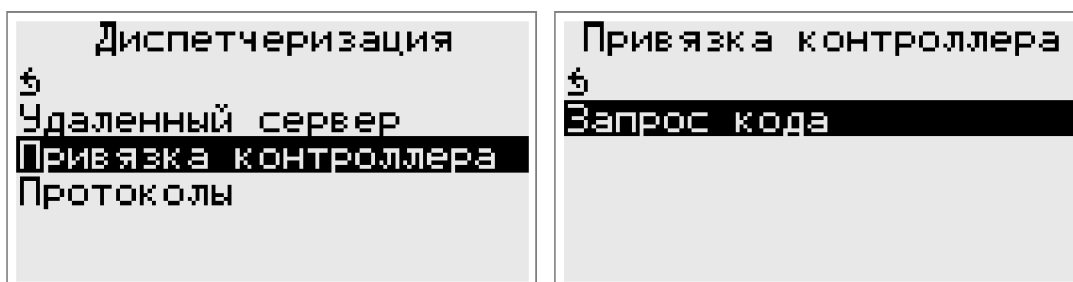 Диспетчеризация
Удаленный сервер
Привязка контроллера
Протоколы
Привязка контроллера
Запрос кода